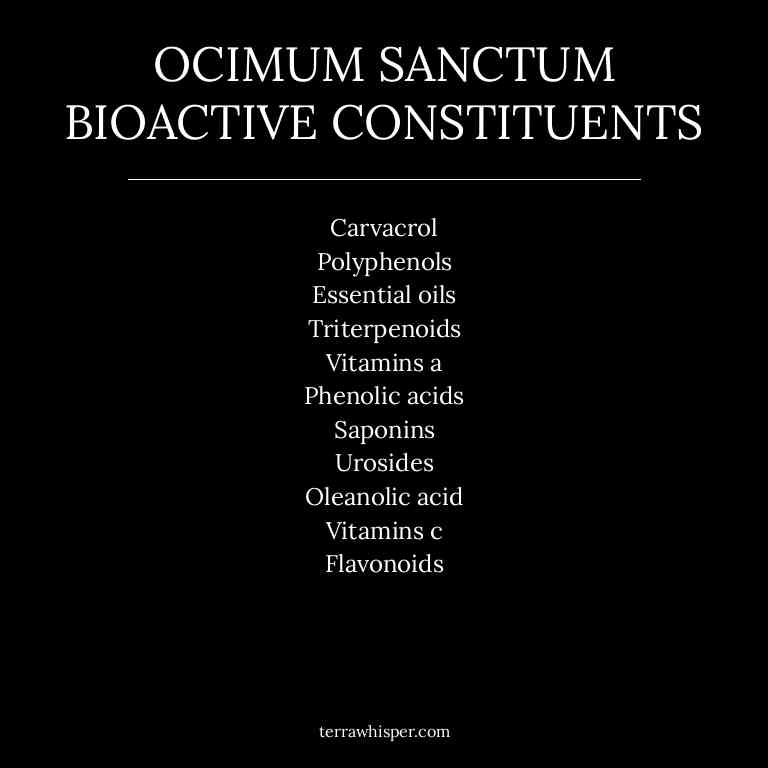 OCIMUM SANCTUM
BIOACTIVE CONSTITUENTS
Carvacrol
Polyphenols
Essential oils
Triterpenoids
Vitamins a
Phenolic acids
Saponins
Urosides
Oleanolic acid
Vitamins c
Flavonoids
terrawhisper.com